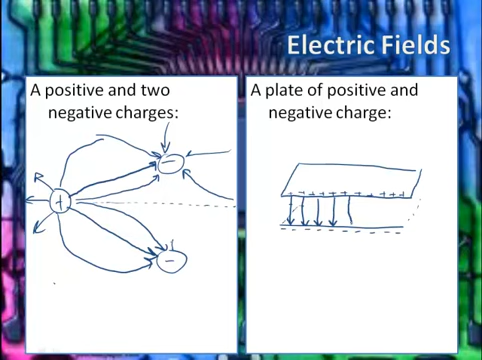 Electric Fields
A positive and two
negative charges:
A plate of positive and
negative charge:
+
−
−
+ + + + + + + + + +
- - - - - - - - - - - -